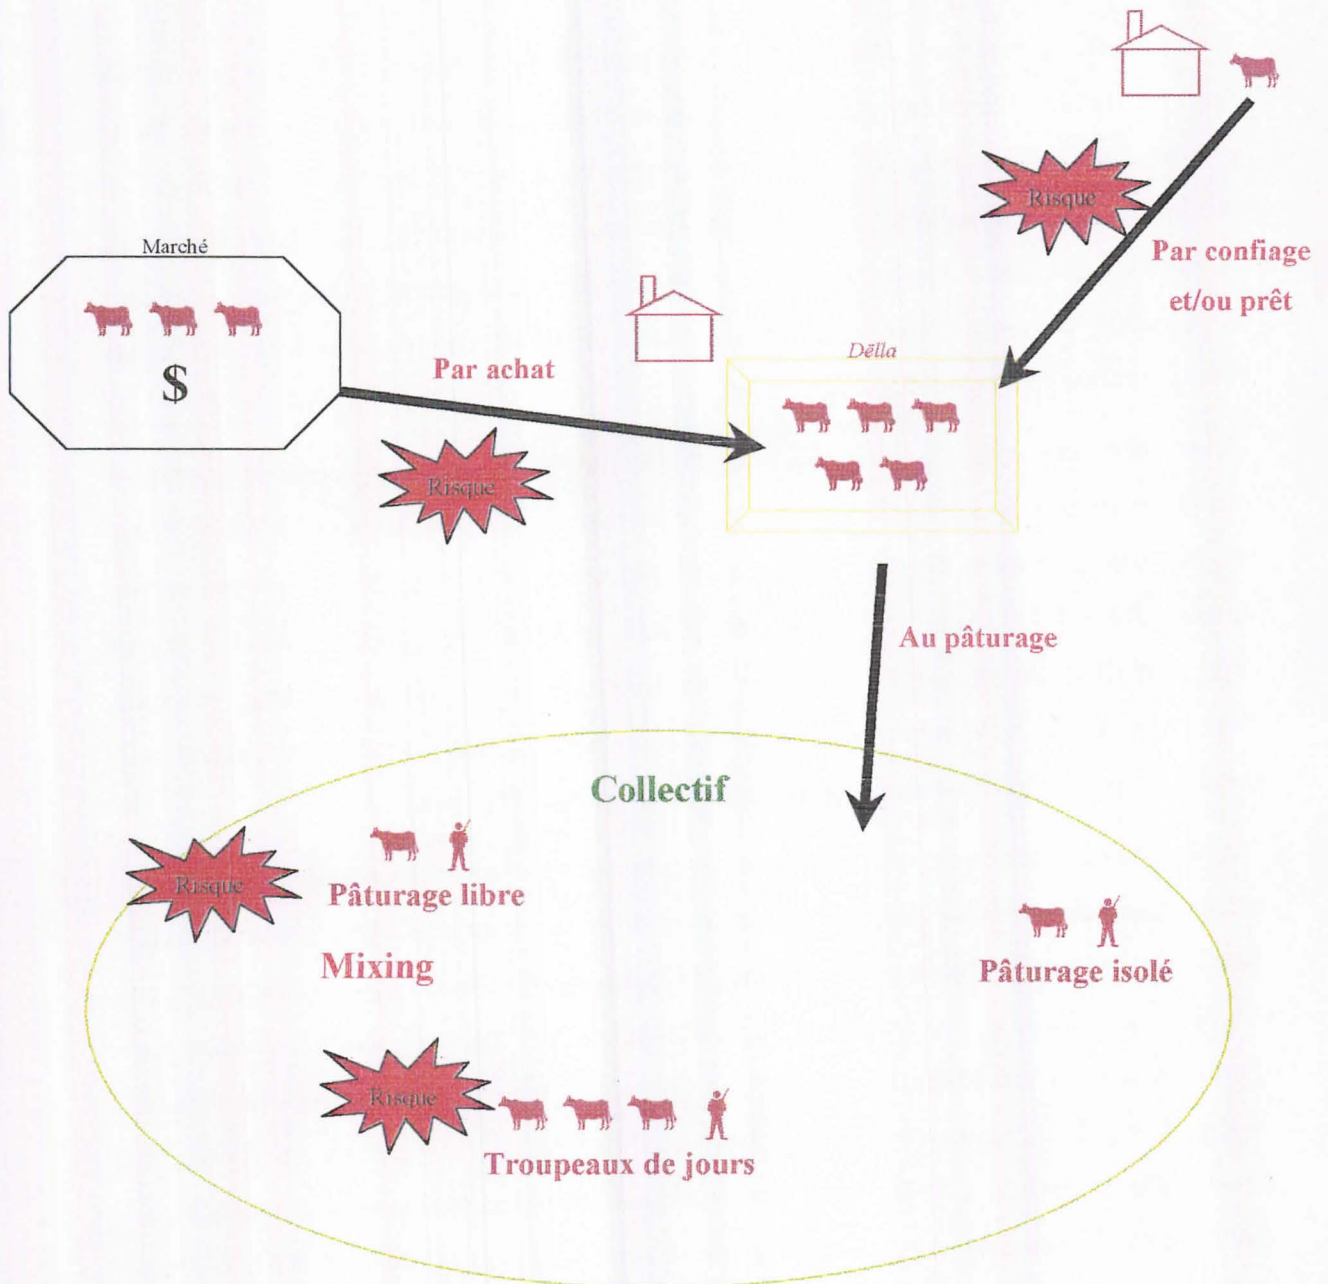 Risque
Par confiage
et/ou prêt
Marché
$
Par achat
Risque
Dëlla
Au pâturage
Collectif
Risque
Pâturage libre
Mixing
Pâturage isolé
Risque
Troupeaux de jours